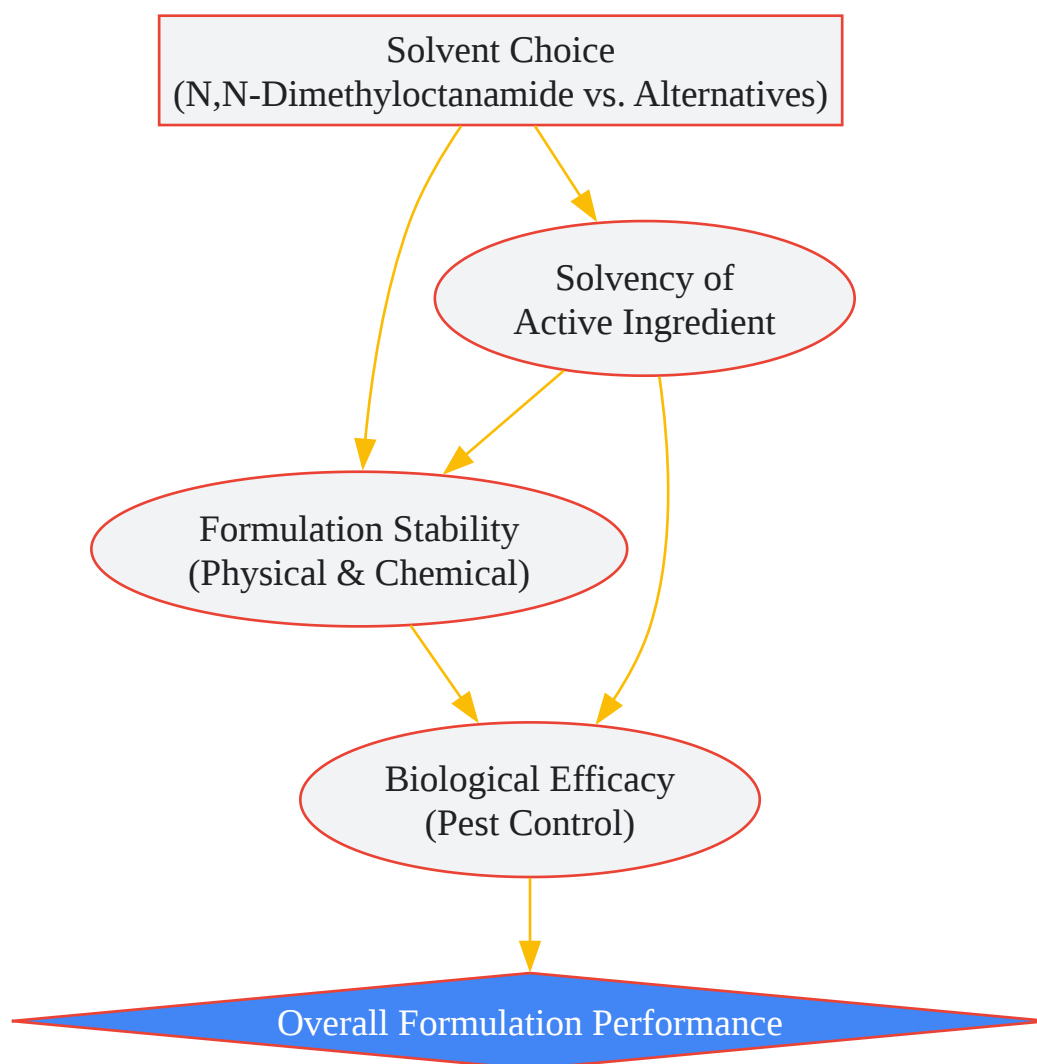 Solvent Choice
(N,N-Dimethyloctanamide vs. Alternatives)
Solvency of
Active Ingredient
Formulation Stability
(Physical & Chemical)
Biological Efficacy
(Pest Control)
Overall Formulation Performance